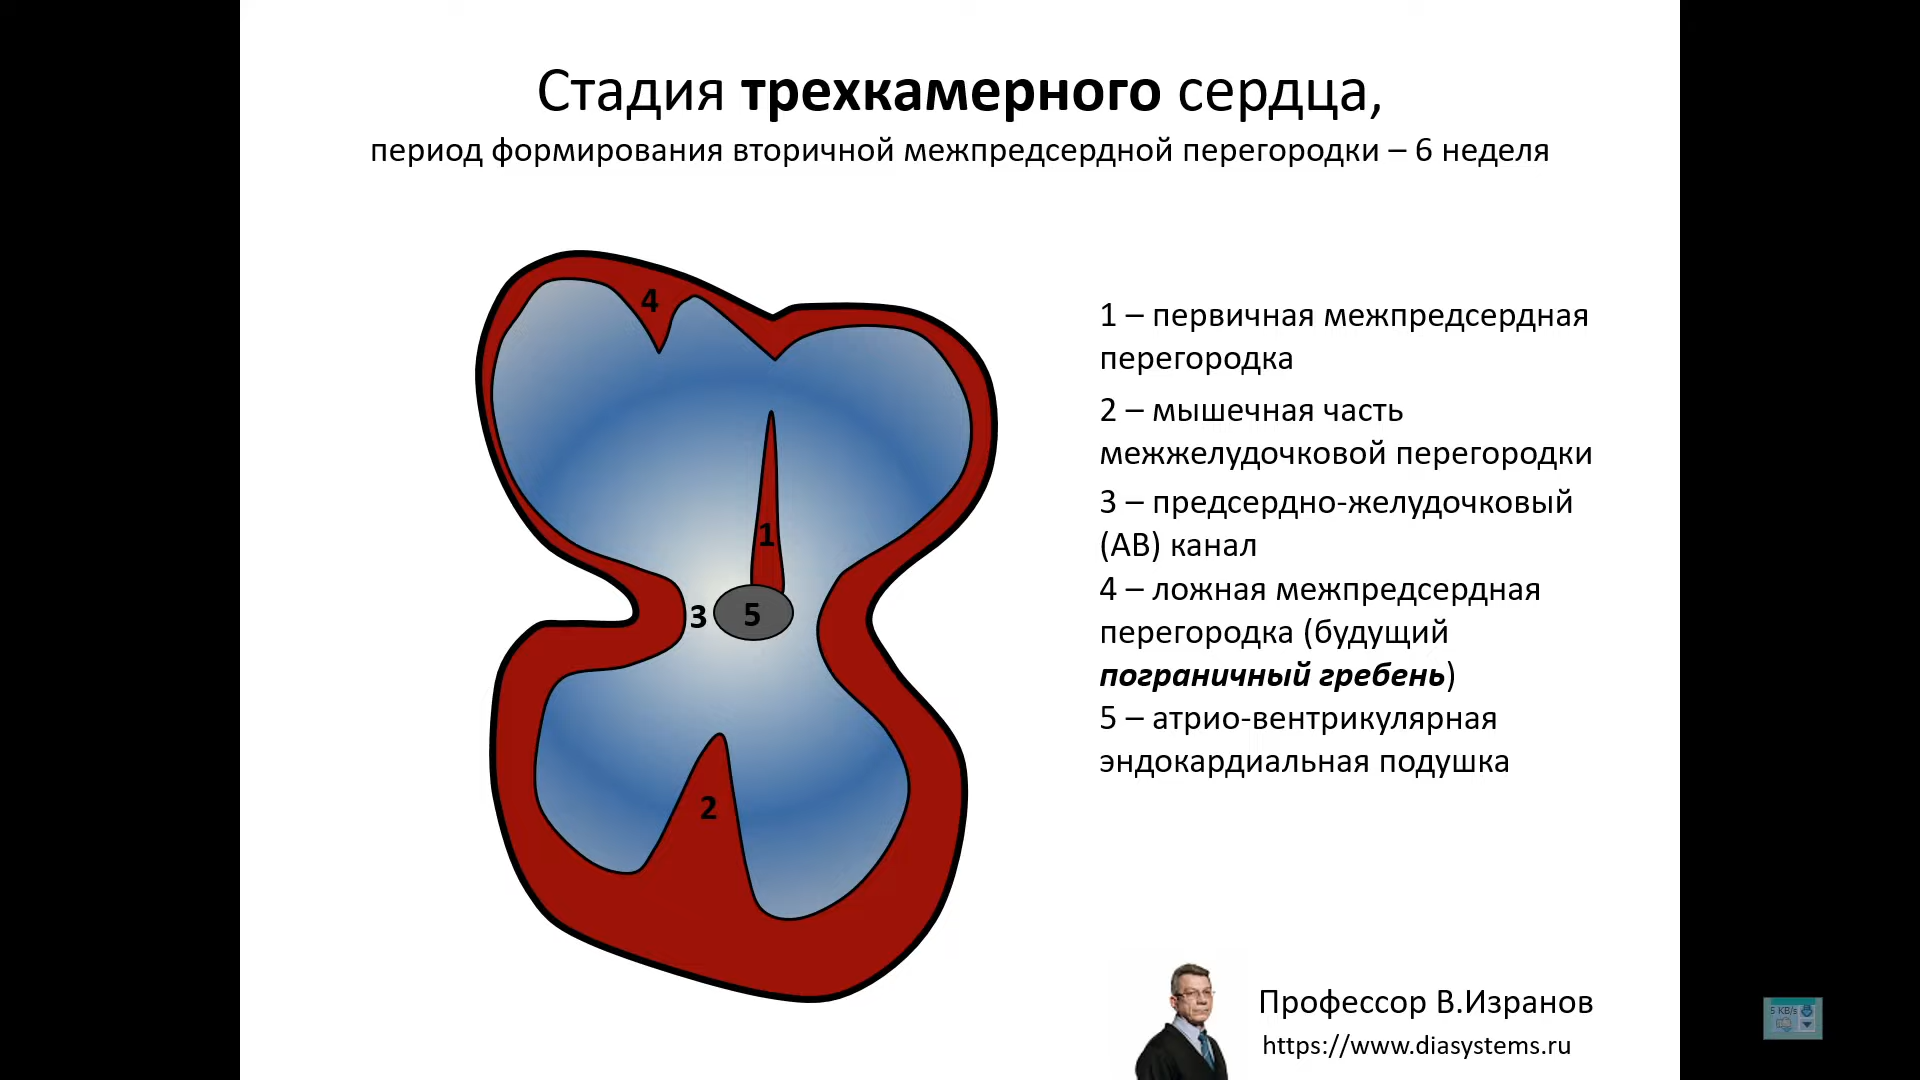 Стадия трехкамерного сердца,
период формирования вторичной межпредсердной перегородки – 6 неделя
4
1
3
5
2
1 – первичная межпредсердная
перегородка
2 – мышечная часть
межжелудочковой перегородки
3 – предсердно-желудочковый
(АВ) канал
4 – ложная межпредсердная
перегородка (будущий
пограничный гребень)
5 – атрио-вентрикулярная
эндокардиальная подушка
Профессор В.Изранов
https://www.diasystems.ru
5 KB/s